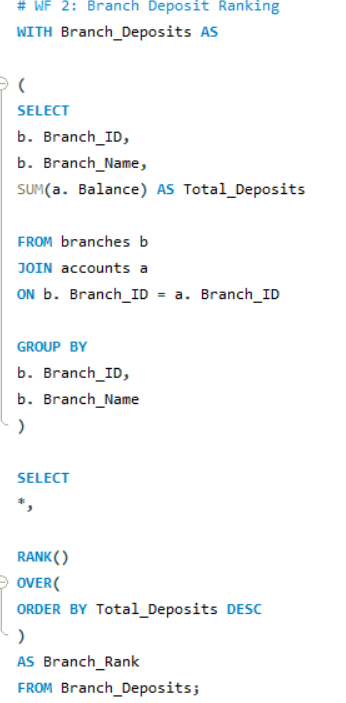 # WF 2: Branch Deposit Ranking
WITH Branch_Deposits AS
(
SELECT
b. Branch_ID,
b. Branch_Name,
SUM(a. Balance) AS Total_Deposits
FROM branches b
JOIN accounts a
ON b. Branch_ID = a. Branch_ID
GROUP BY
b. Branch_ID,
b. Branch_Name
)
SELECT
*,
RANK()
OVER(
ORDER BY Total_Deposits DESC
)
AS Branch_Rank
FROM Branch_Deposits;